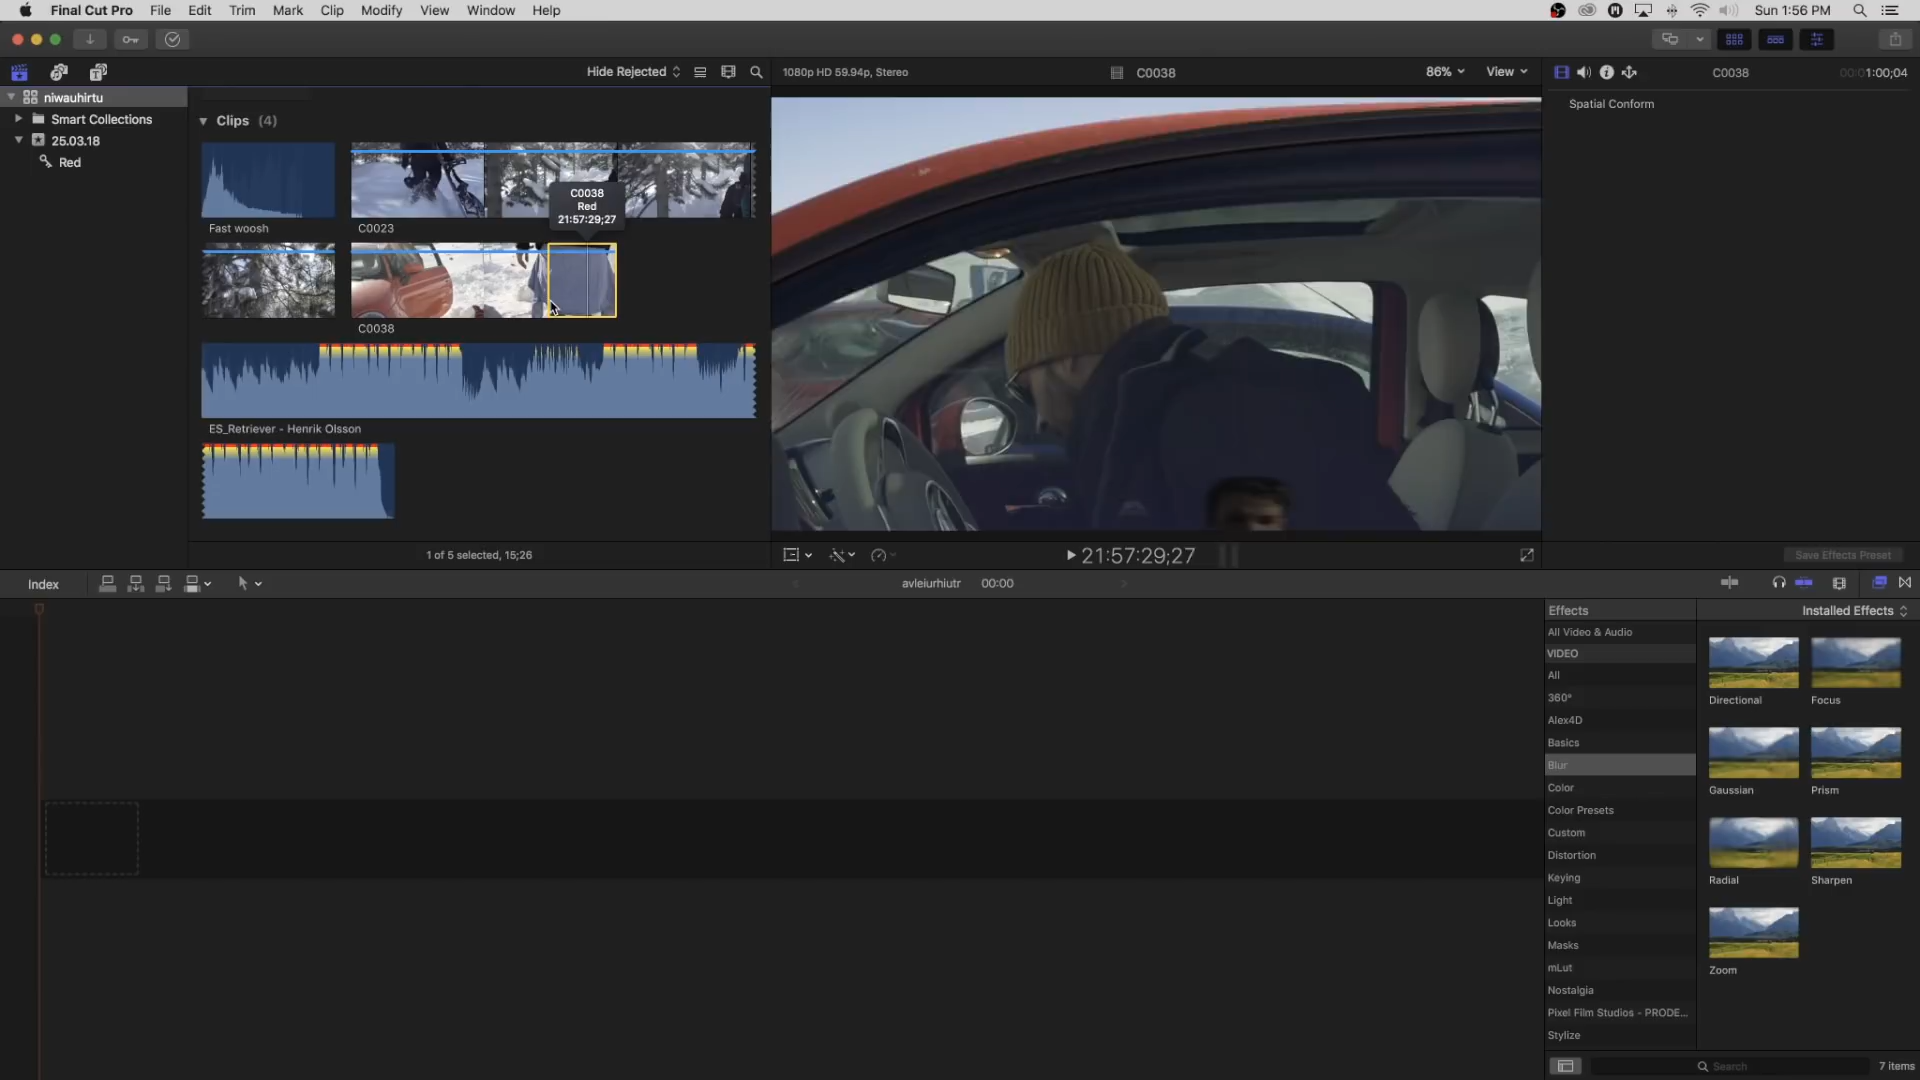 Final Cut Pro File Edit Trim Mark Clip Modify View Window Help Sun 1:56 PM
Hide Rejected 1080p HD 59.94p, Stereo C0038 86% View C0038 00:00:1:00;04
niwauhirtu
Smart Collections
25.03.18
Red
Clips (4)
C0038
Red
21:57:29;27
Fast woosh C0023
C0038
ES_Retriever - Henrik Olsson
1 of 5 selected, 15;26
21:57:29;27
Spatial Conform
Save Effects Preset
Index avleiurhiutr 00:00
Effects Installed Effects
All Video & Audio
VIDEO
All
360°
Alex4D
Basics
Blur
Color
Color Presets
Custom
Distortion
Keying
Light
Looks
Masks
mLut
Nostalgia
Pixel Film Studios - PRODE...
Stylize
Directional Focus
Gaussian Prism
Radial Sharpen
Zoom
Search 7 items